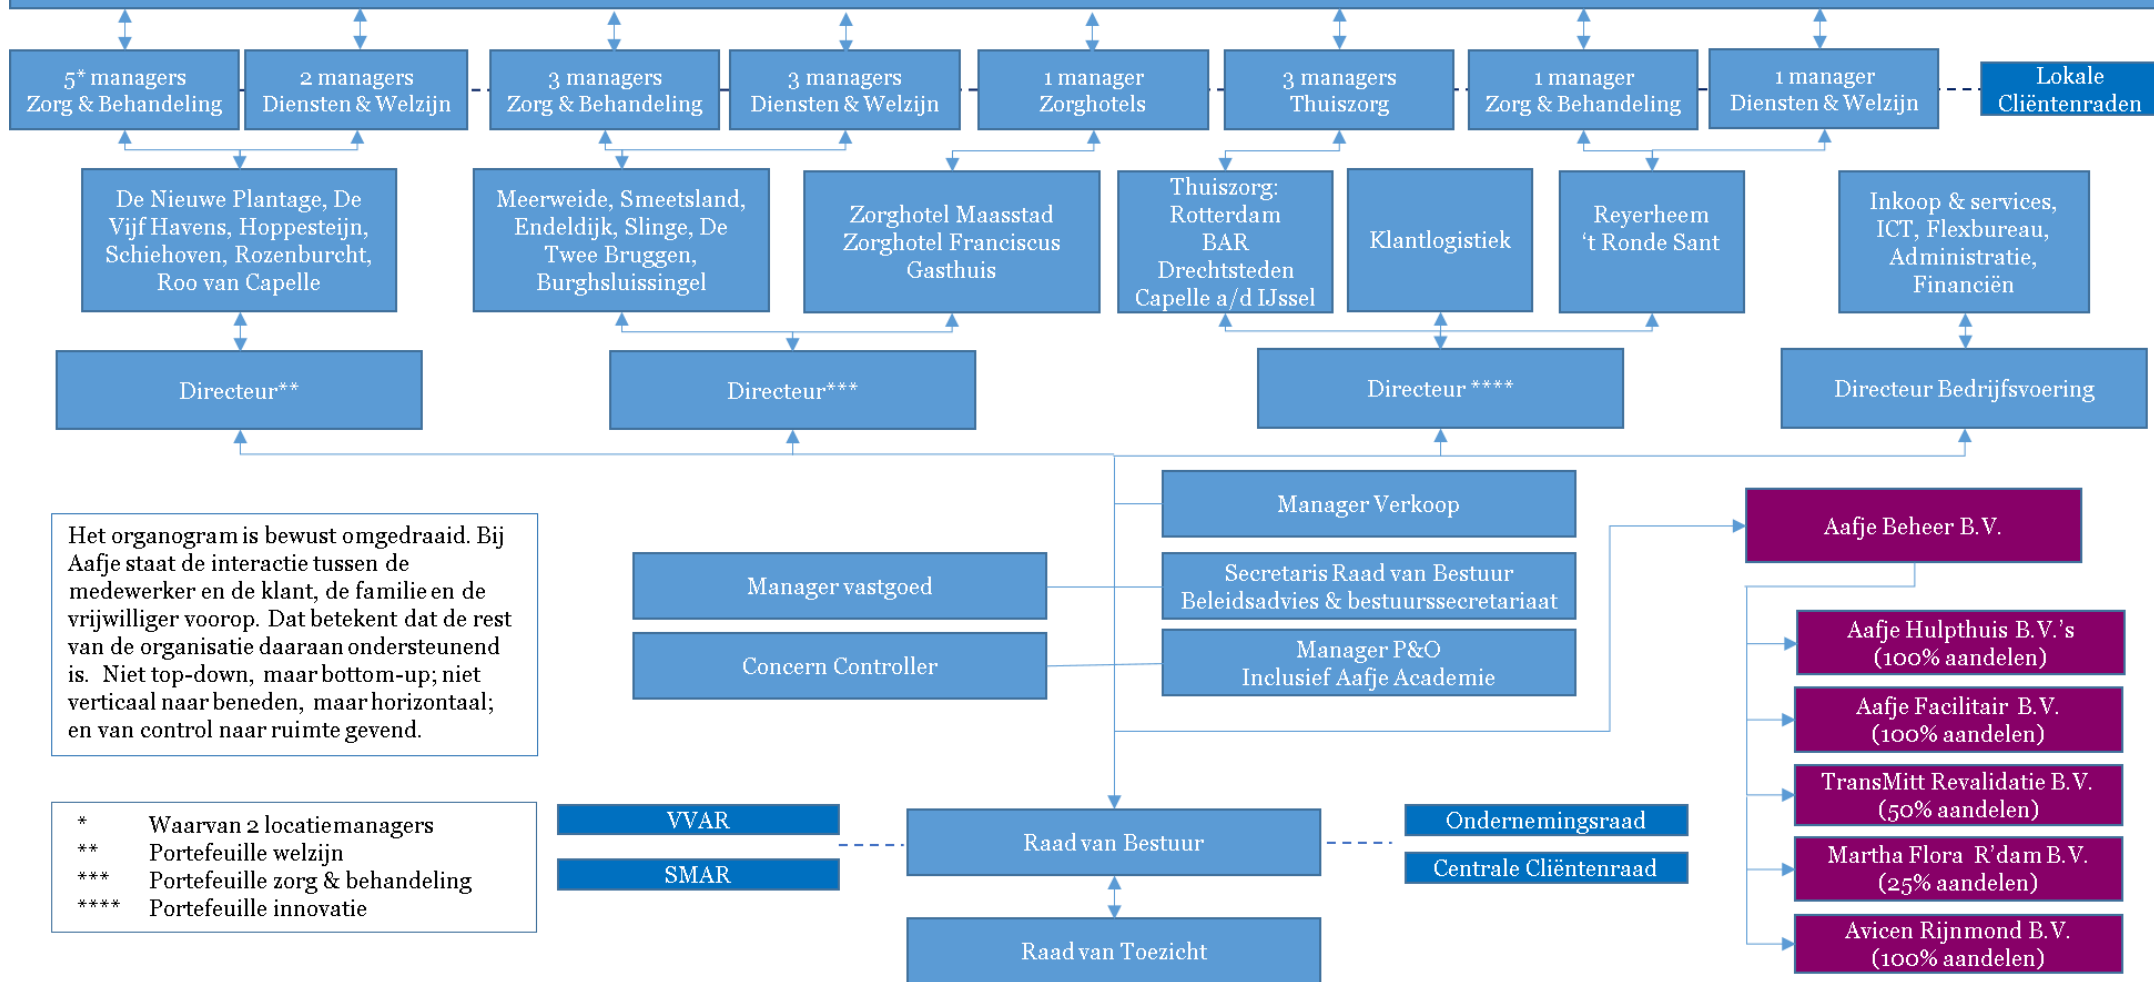 5* managers
Zorg & Behandeling
2 managers
Diensten & Welzijn
3 managers
Zorg & Behandeling
3 managers
Diensten & Welzijn
1 manager
Zorghotels
3 managers
Thuiszorg
1 manager
Zorg & Behandeling
1 manager
Diensten & Welzijn
Lokale
Cliëntenraden
De Nieuwe Plantage, De
Vijf Havens, Hoppesteijn,
Schiehoven, Rozenburcht,
Roo van Capelle
Meerweide, Smeetsland,
Endeldijk, Slinge, De
Twee Bruggen,
Burghsluissingel
Zorghotel Maasstad
Zorghotel Franciscus
Gasthuis
Thuiszorg:
Rotterdam
BAR
Drechtsteden
Capelle a/d IJssel
Klantlogistiek
Reyerheem
‘t Ronde Sant
Inkoop & services,
ICT, Flexbureau,
Administratie,
Financiën
Directeur**
Directeur***
Directeur ****
Directeur Bedrijfsvoering
Manager Verkoop
Manager vastgoed
Secretaris Raad van Bestuur
Beleidsadvies & bestuurssecretariaat
Concern Controller
Manager P&O
Inclusief Aafje Academie
Het organogram is bewust omgedraaid. Bij
Aafje staat de interactie tussen de
medewerker en de klant, de familie en de
vrijwilliger voorop. Dat betekent dat de rest
van de organisatie daaraan ondersteunend
is. Niet top-down, maar bottom-up; niet
verticaal naar beneden, maar horizontaal;
en van control naar ruimte gevend.
Aafje Beheer B.V.
Aafje Hulpthuis B.V.’s
(100% aandelen)
Aafje Facilitair B.V.
(100% aandelen)
TransMitt Revalidatie B.V.
(50% aandelen)
Martha Flora R’dam B.V.
(25% aandelen)
Avicen Rijnmond B.V.
(100% aandelen)
* Waarvan 2 locatiemanagers
** Portefeuille welzijn
*** Portefeuille zorg & behandeling
**** Portefeuille innovatie
VVAR
SMAR
Raad van Bestuur
Ondernemingsraad
Centrale Cliëntenraad
Raad van Toezicht